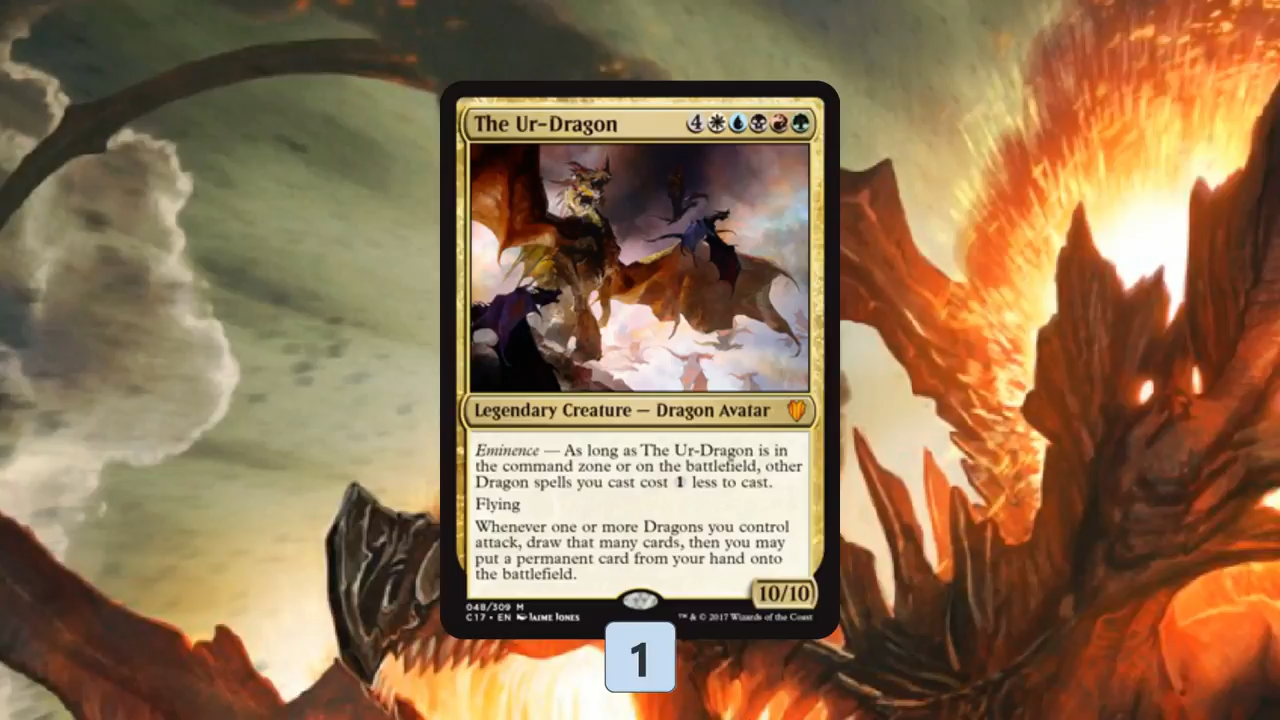 The Ur-Dragon 4
Legendary Creature — Dragon Avatar
Eminence — As long as The Ur-Dragon is in
the command zone or on the battlefield, other
Dragon spells you cast cost 1 less to cast.
Flying
Whenever one or more Dragons you control
attack, draw that many cards, then you may
put a permanent card from your hand onto
the battlefield.
10/10
048/309 M
C17 • EN JAIME JONES
™ & © 2017 Wizards of the Coast
1